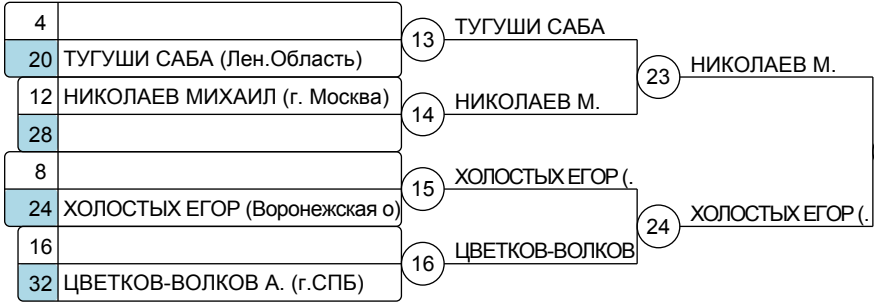 4
20 ТУГУШИ САБА (Лен.Область)
13 ТУГУШИ САБА
12 НИКОЛАЕВ МИХАИЛ (г. Москва)
28
14 НИКОЛАЕВ М.
23 НИКОЛАЕВ М.
8
24 ХОЛОСТЫХ ЕГОР (Воронежская о)
15 ХОЛОСТЫХ ЕГОР (.
16
32 ЦВЕТКОВ-ВОЛКОВ А. (г.СПБ)
16 ЦВЕТКОВ-ВОЛКОВ
24 ХОЛОСТЫХ ЕГОР (.